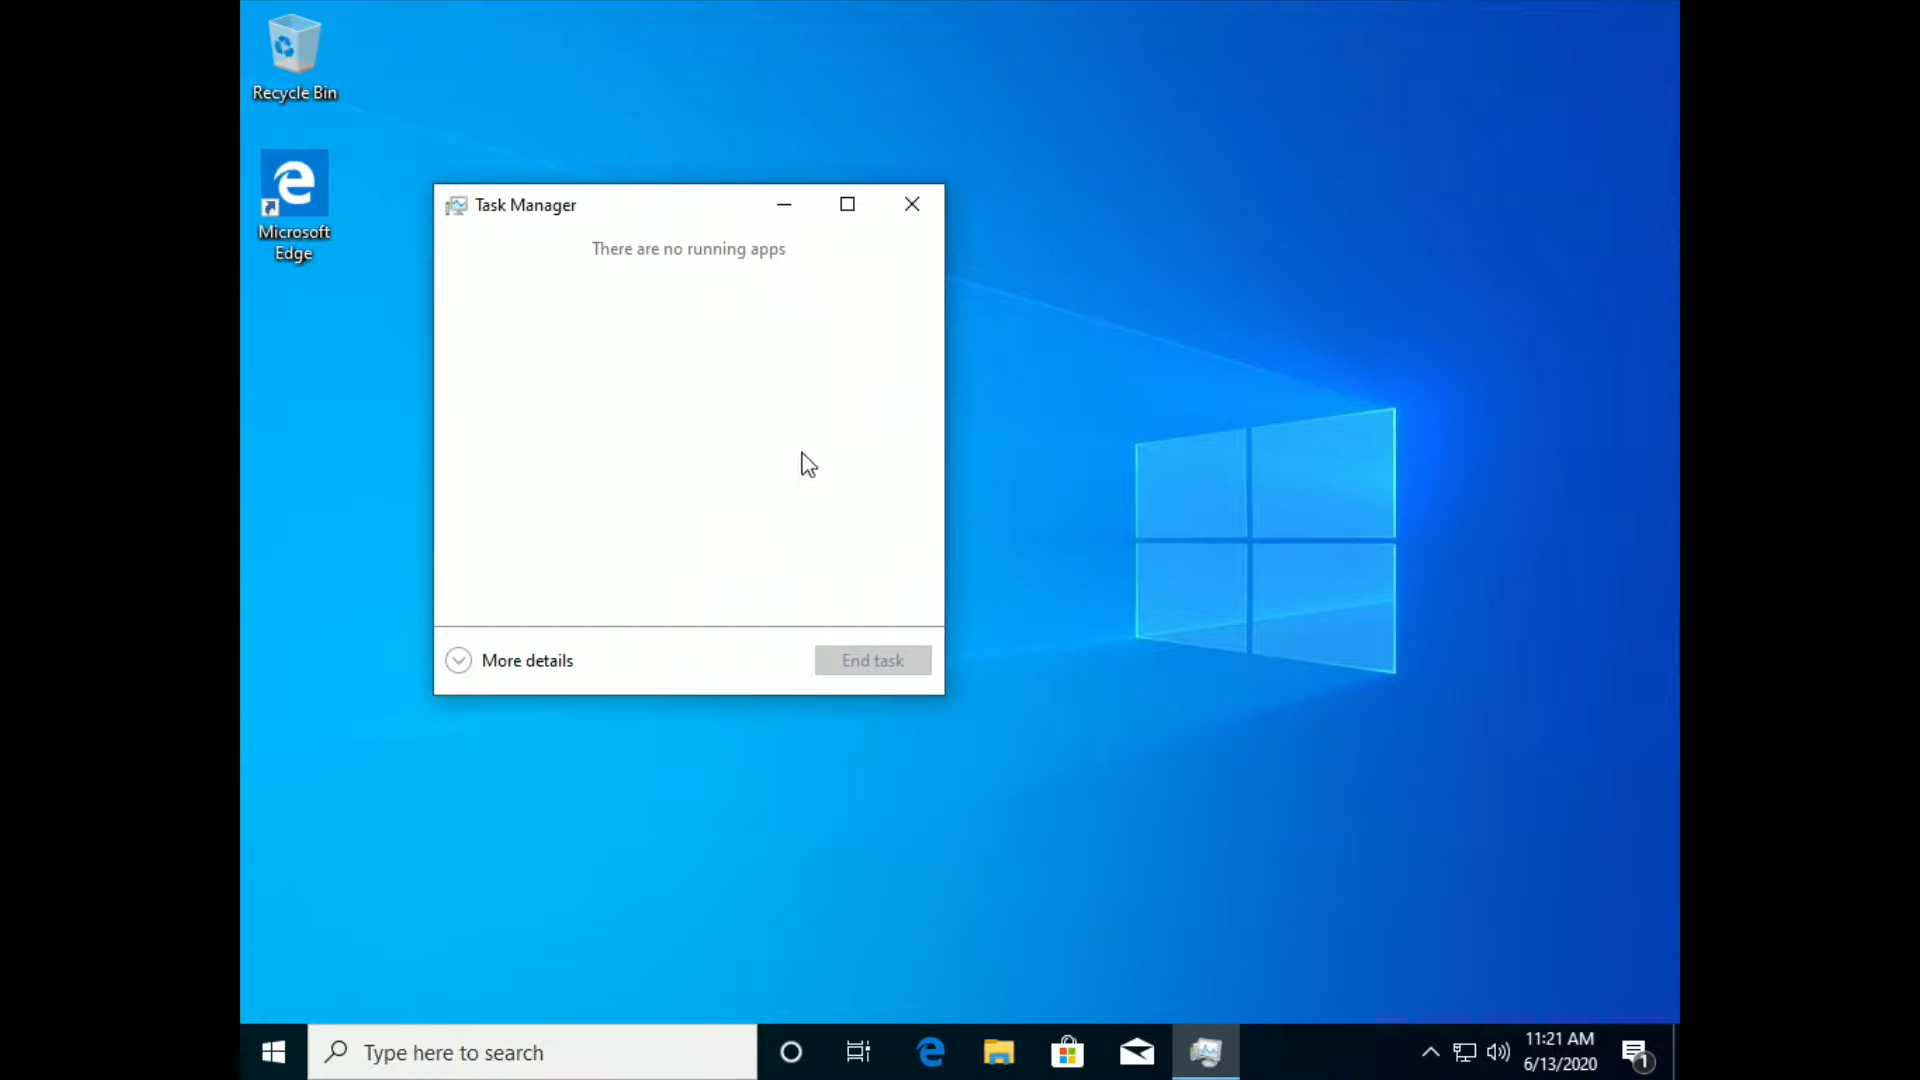 Recycle Bin
Microsoft
Edge
Task Manager
There are no running apps
More details
End task
Type here to search
11:21 AM
6/13/2020
1